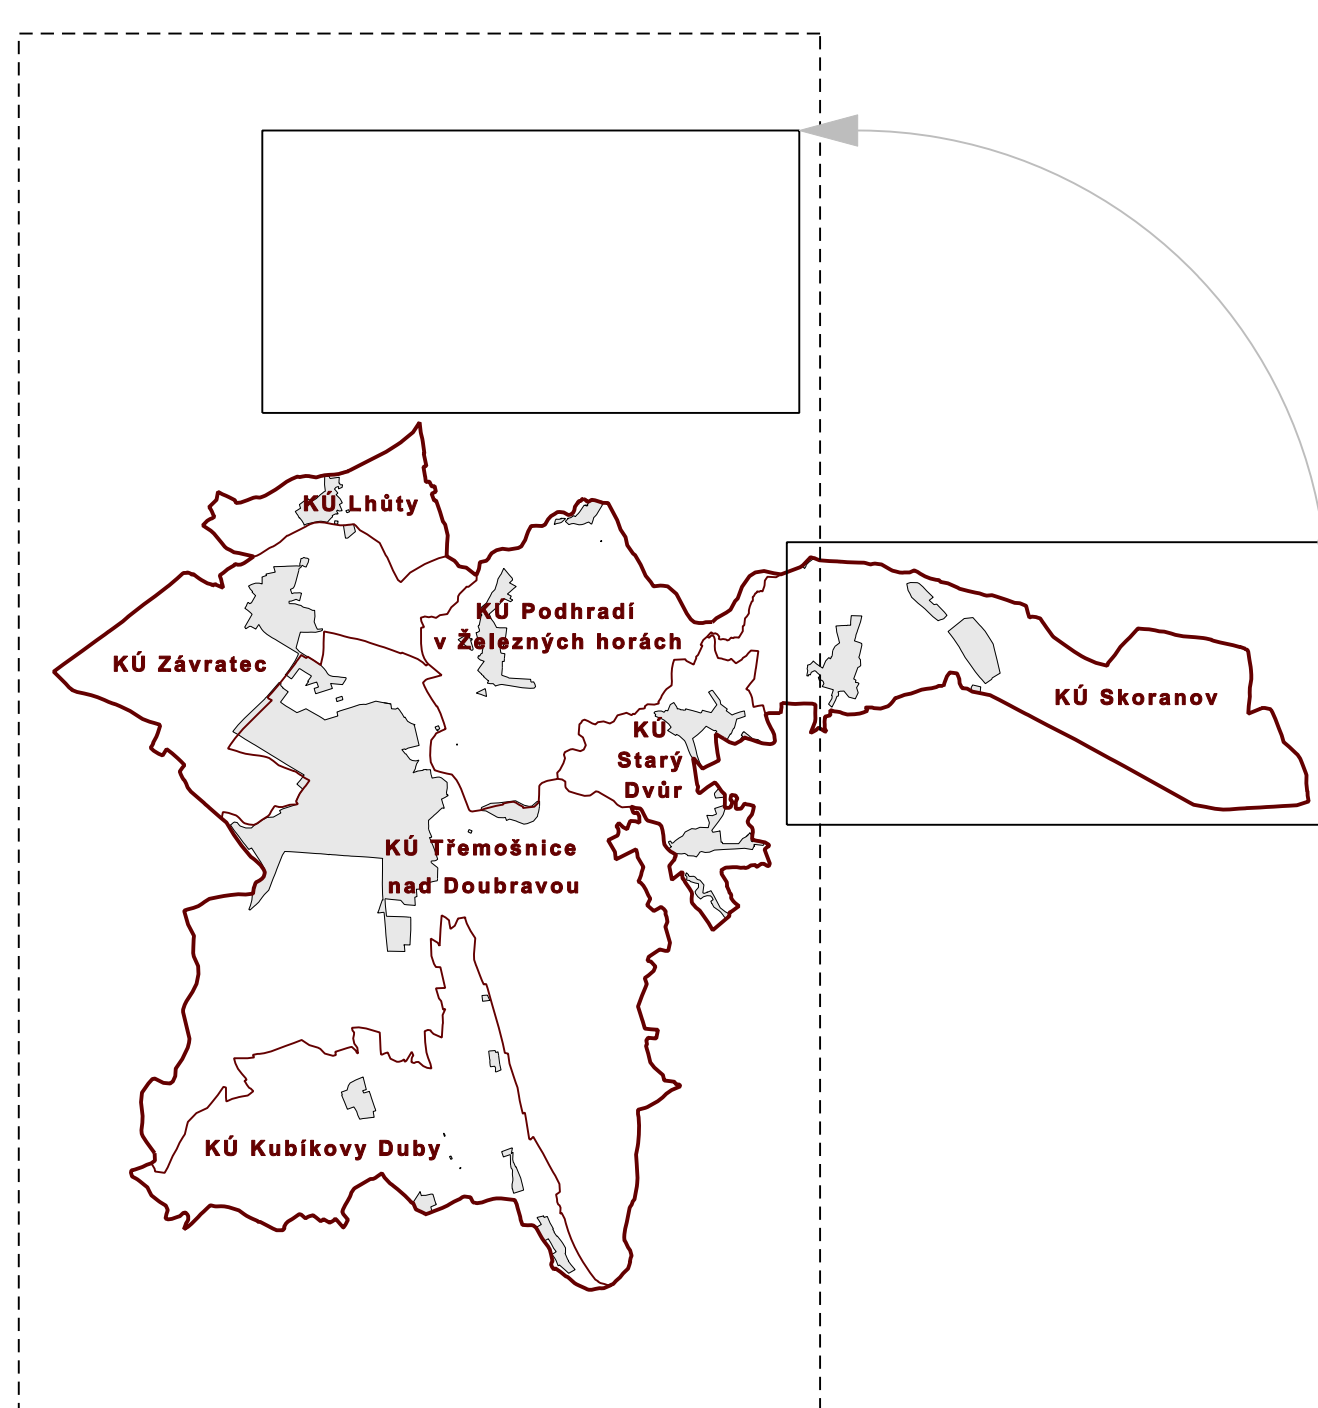 KÚ Lhůty
KÚ Podhradí
v Železných horách
KÚ Závratec
KÚ Skoranov
KÚ
Starý
Dvůr
KÚ Třemošnice
nad Doubravou
KÚ Kubíkovy Duby